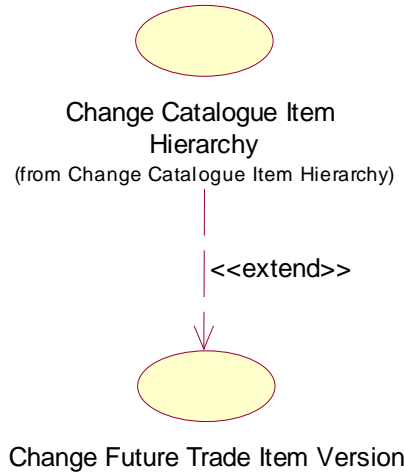 Change Catalogue Item
Hierarchy
(from Change Catalogue Item Hierarchy)
<<extend>>
Change Future Trade Item Version